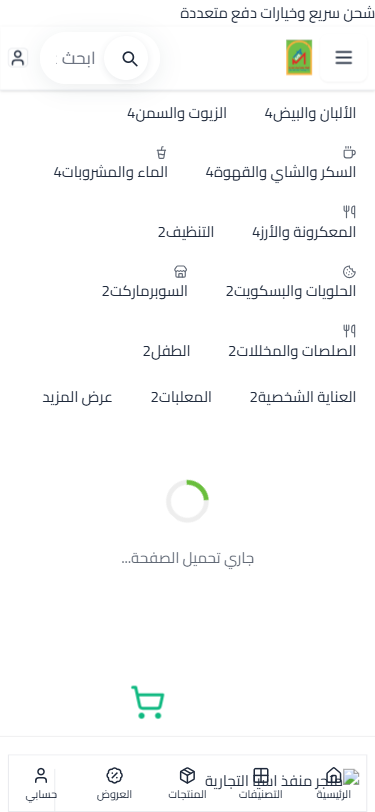 شحن سريع وخيارات دفع متعددة
ابحث .
الألبان والبيض4 الزيوت والسمن4
السكر والشاي والقهوة4 الماء والمشروبات4
المعكرونة والأرز4 التنظيف2
الحلويات والبسكويت2 السوبرماركت2
الصلصات والمخللات2 الطفل2
العناية الشخصية2 المعلبات2 عرض المزيد
جاري تحميل الصفحة...
متجر منفذ اسيا التجارية
الرئيسية التصنيفات المنتجات العروض حسابي